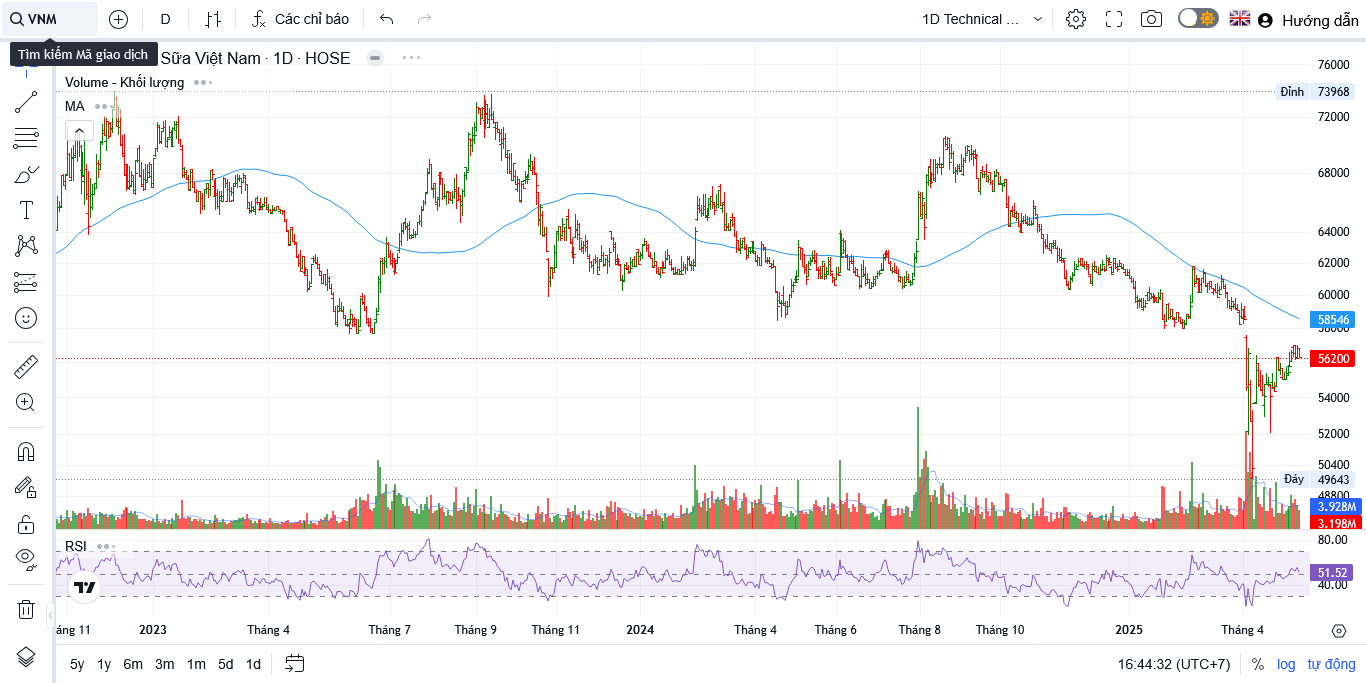 VNM
D
Các chỉ báo
1D Technical ...
Hướng dẫn
Tìm kiếm Mã giao dịch
Sữa Việt Nam · 1D · HOSE
Volume - Khối lượng
MA
76000
Đỉnh 73968
72000
68000
64000
62000
60000
58546
58000
56200
54000
52000
50400
Đáy 49643
48800
3.928M
3.198M
RSI
80.00
51.52
40.00
áng 11 2023 Tháng 4 Tháng 7 Tháng 9 Tháng 11 2024 Tháng 4 Tháng 6 Tháng 8 Tháng 10 2025 Tháng 4
5y 1y 6m 3m 1m 5d 1d
16:44:32 (UTC+7) % log tự động